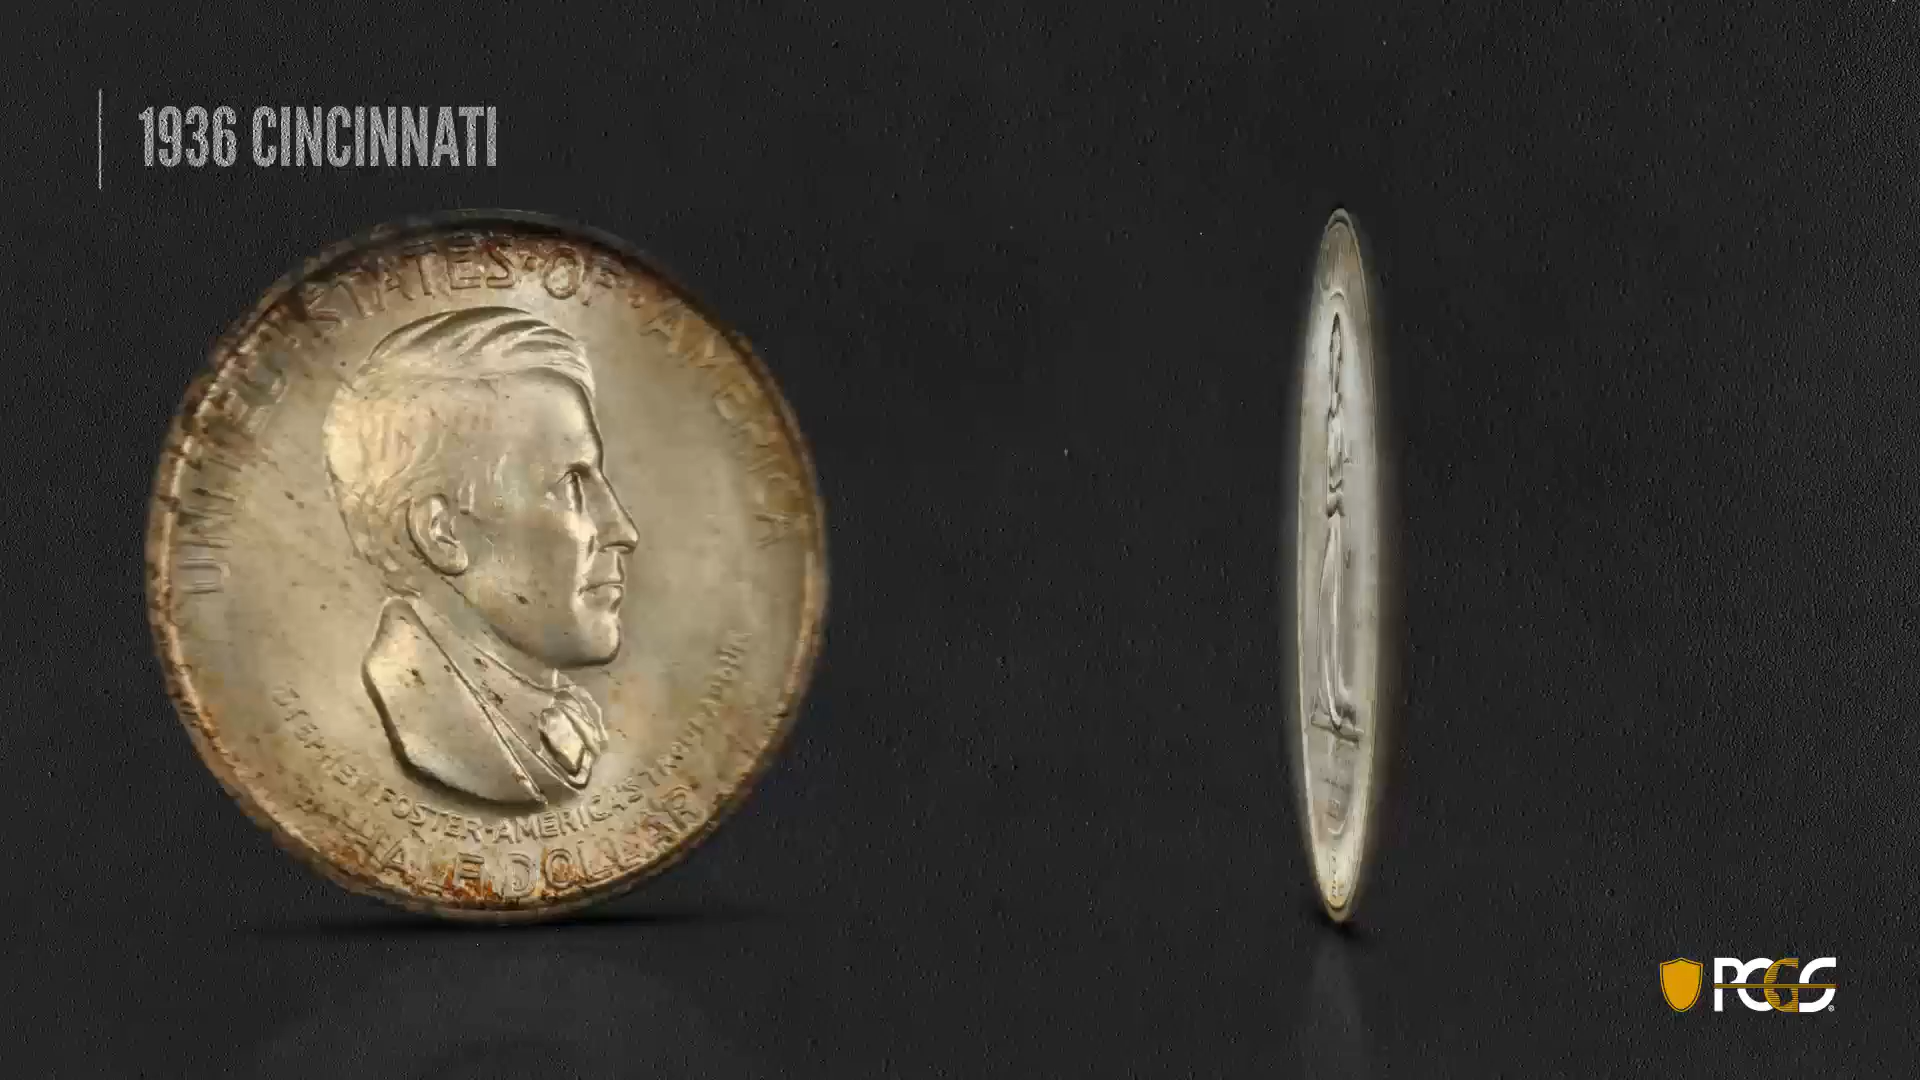 1936 CINCINNATI
UNITED STATES·OF·AMERICA
STEPHEN FOSTER·AMERICA'S TROUBADOUR
HALF DOLLAR
PCGS